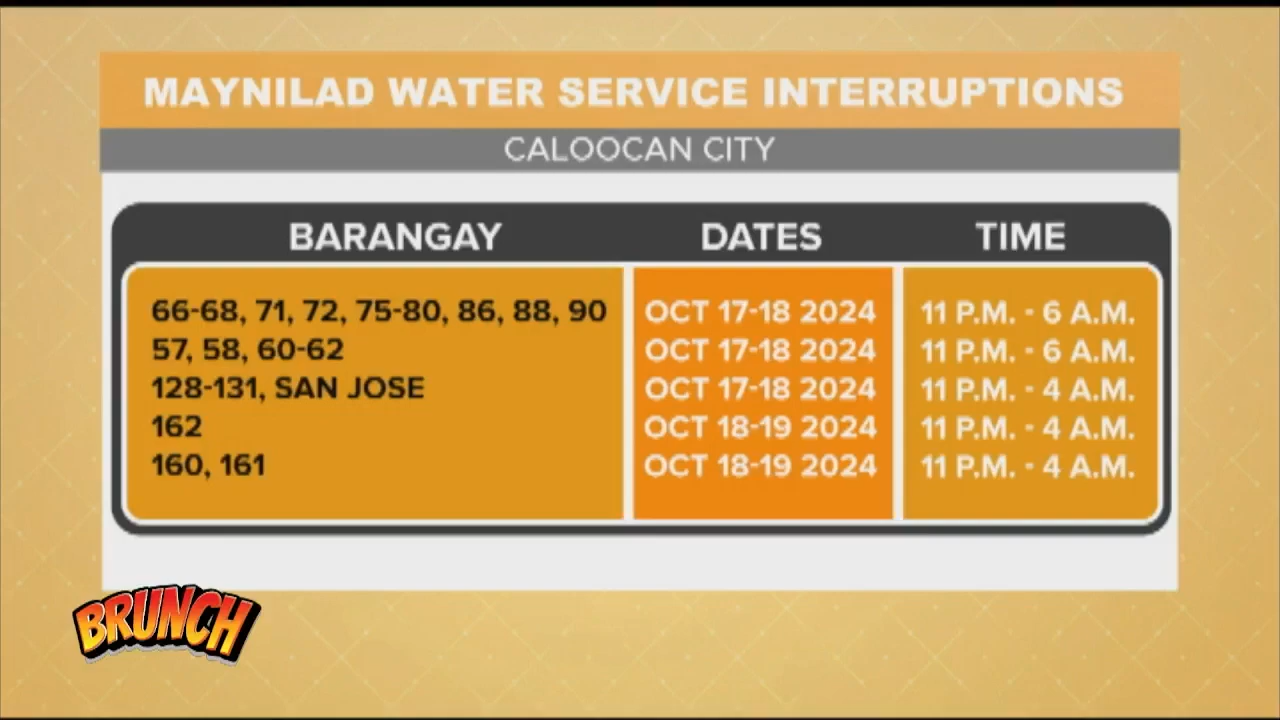 MAYNILAD WATER SERVICE INTERRUPTIONS
CALOOCAN CITY
BARANGAY DATES TIME
66-68, 71, 72, 75-80, 86, 88, 90 OCT 17-18 2024 11 P.M. - 6 A.M.
57, 58, 60-62 OCT 17-18 2024 11 P.M. - 6 A.M.
128-131, SAN JOSE OCT 17-18 2024 11 P.M. - 4 A.M.
162 OCT 18-19 2024 11 P.M. - 4 A.M.
160, 161 OCT 18-19 2024 11 P.M. - 4 A.M.
BRUNCH